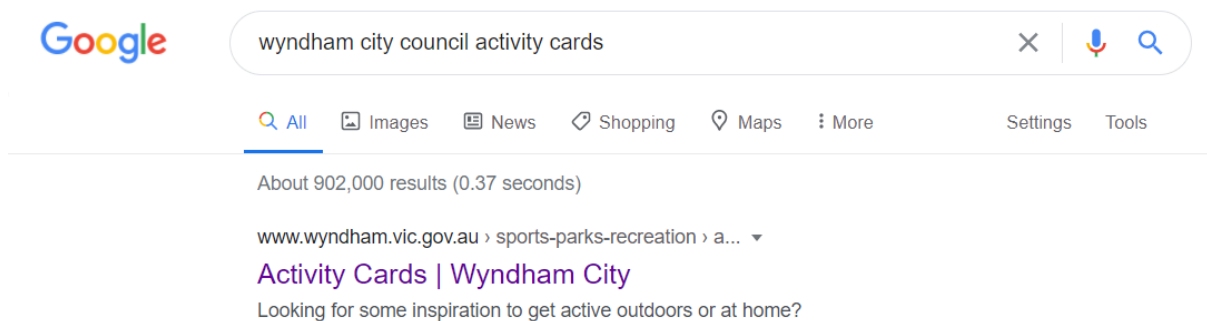 Google wyndham city council activity cards
All Images News Shopping Maps More Settings Tools
About 902,000 results (0.37 seconds)
www.wyndham.vic.gov.au › sports-parks-recreation › a...
Activity Cards | Wyndham City
Looking for some inspiration to get active outdoors or at home?